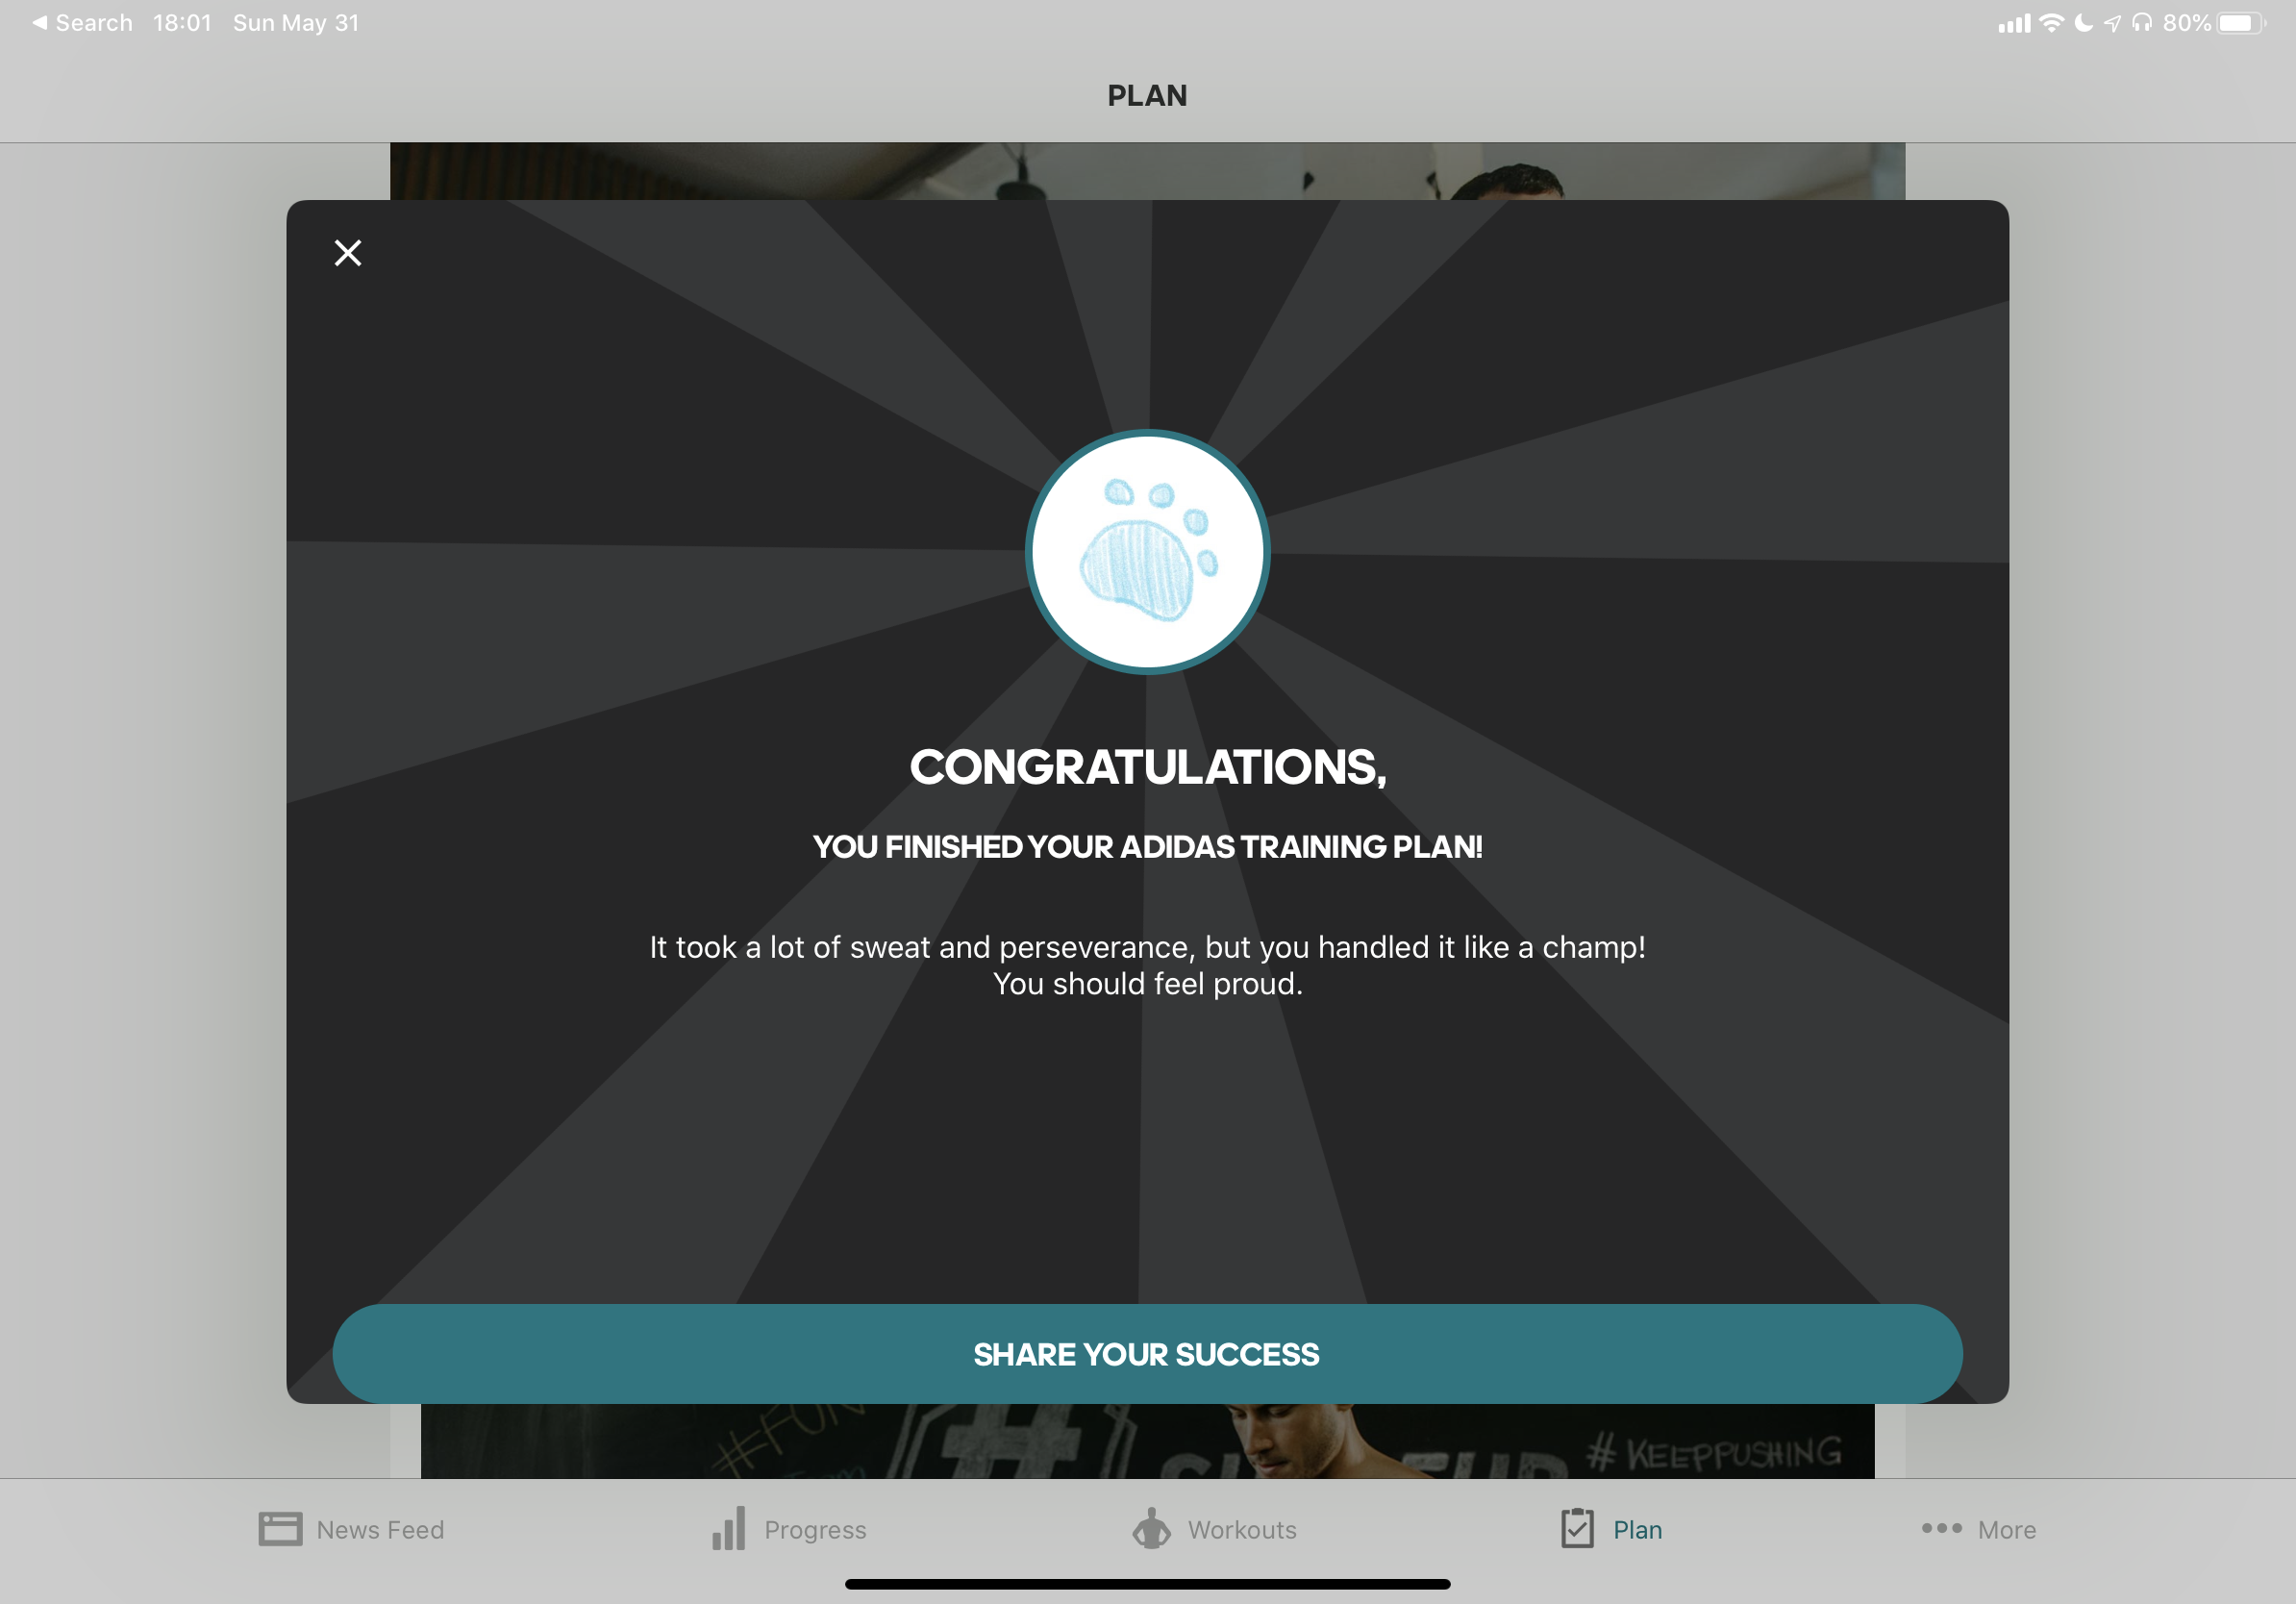 Search 18:01 Sun May 31 80%
PLAN
CONGRATULATIONS,
YOU FINISHED YOUR ADIDAS TRAINING PLAN!
It took a lot of sweat and perseverance, but you handled it like a champ!
You should feel proud.
SHARE YOUR SUCCESS
#FUN
# KEEPPUSHING
News Feed Progress Workouts Plan More